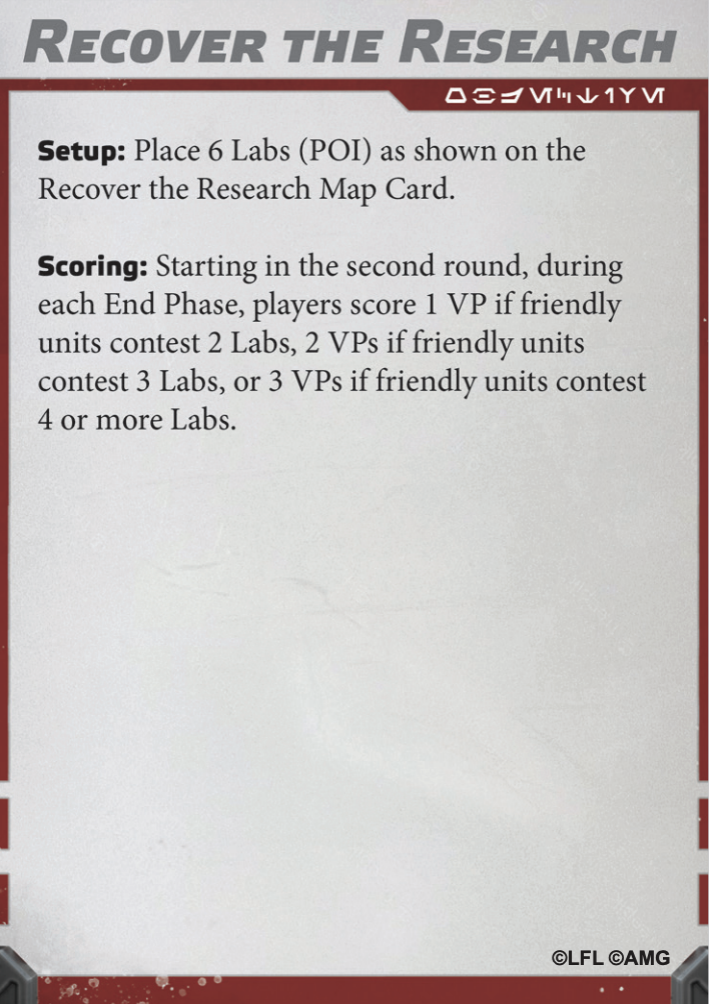 RECOVER THE RESEARCH
Setup: Place 6 Labs (POI) as shown on the
Recover the Research Map Card.
Scoring: Starting in the second round, during
each End Phase, players score 1 VP if friendly
units contest 2 Labs, 2 VPs if friendly units
contest 3 Labs, or 3 VPs if friendly units contest
4 or more Labs.
©LFL ©AMG